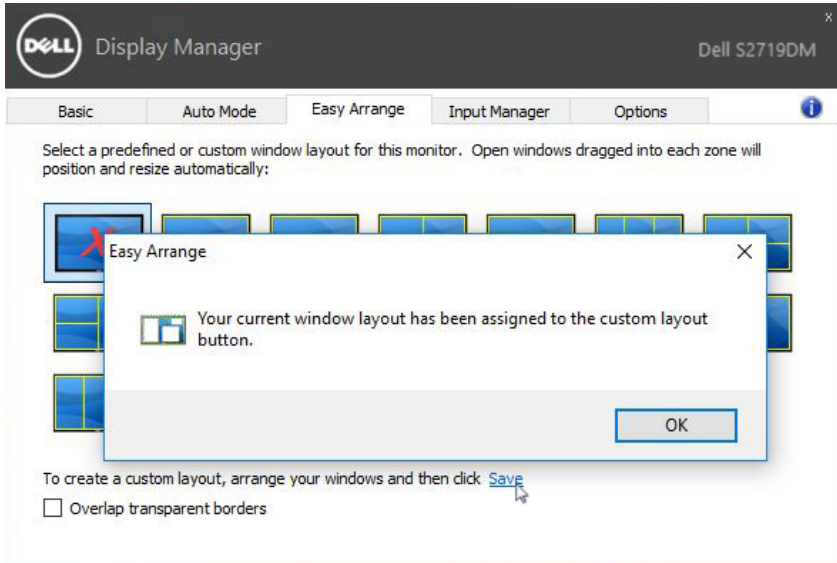 x
DELL
Display Manager
Dell S2719DM
Basic
Auto Mode
Easy Arrange
Input Manager
Options
i
Select a predefined or custom window layout for this monitor. Open windows dragged into each zone will
position and resize automatically:
Easy Arrange
Your current window layout has been assigned to the custom layout
button.
OK
To create a custom layout, arrange your windows and then click Save
Overlap transparent borders